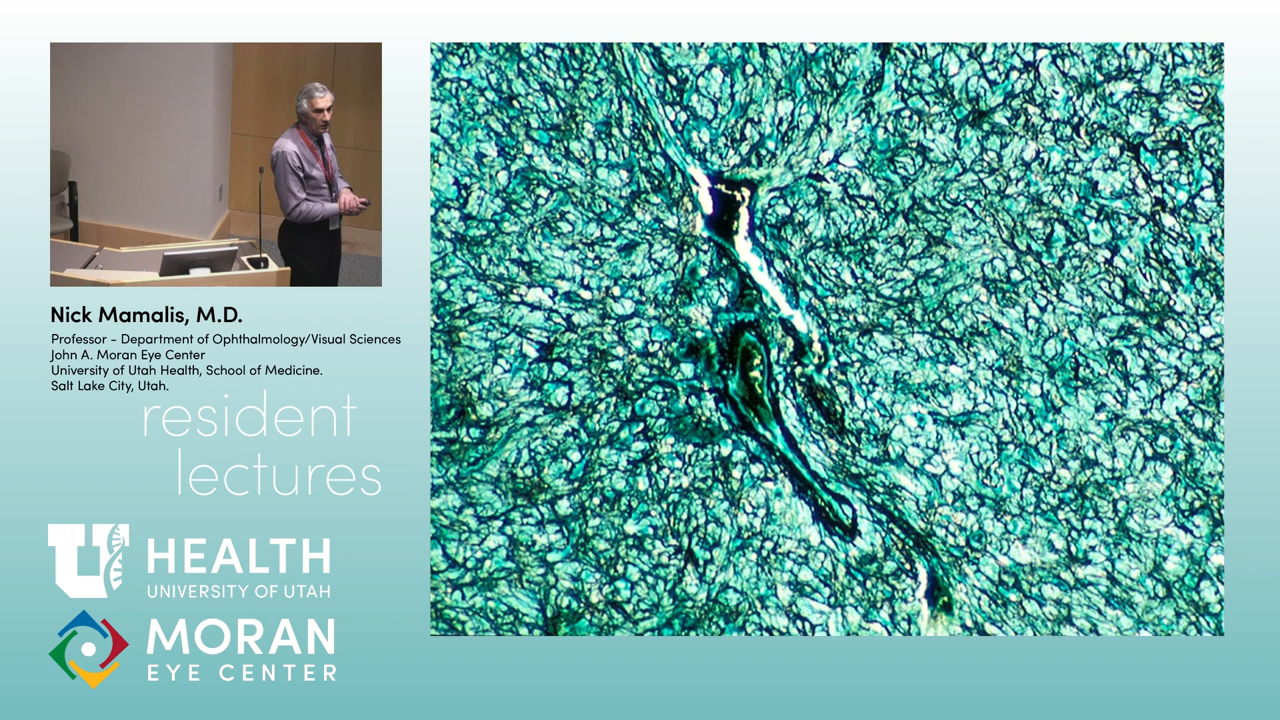 Nick Mamalis, M.D.
Professor - Department of Ophthalmology/Visual Sciences
John A. Moran Eye Center
University of Utah Health, School of Medicine.
Salt Lake City, Utah.
resident
lectures
U HEALTH
UNIVERSITY OF UTAH
MORAN
EYE CENTER